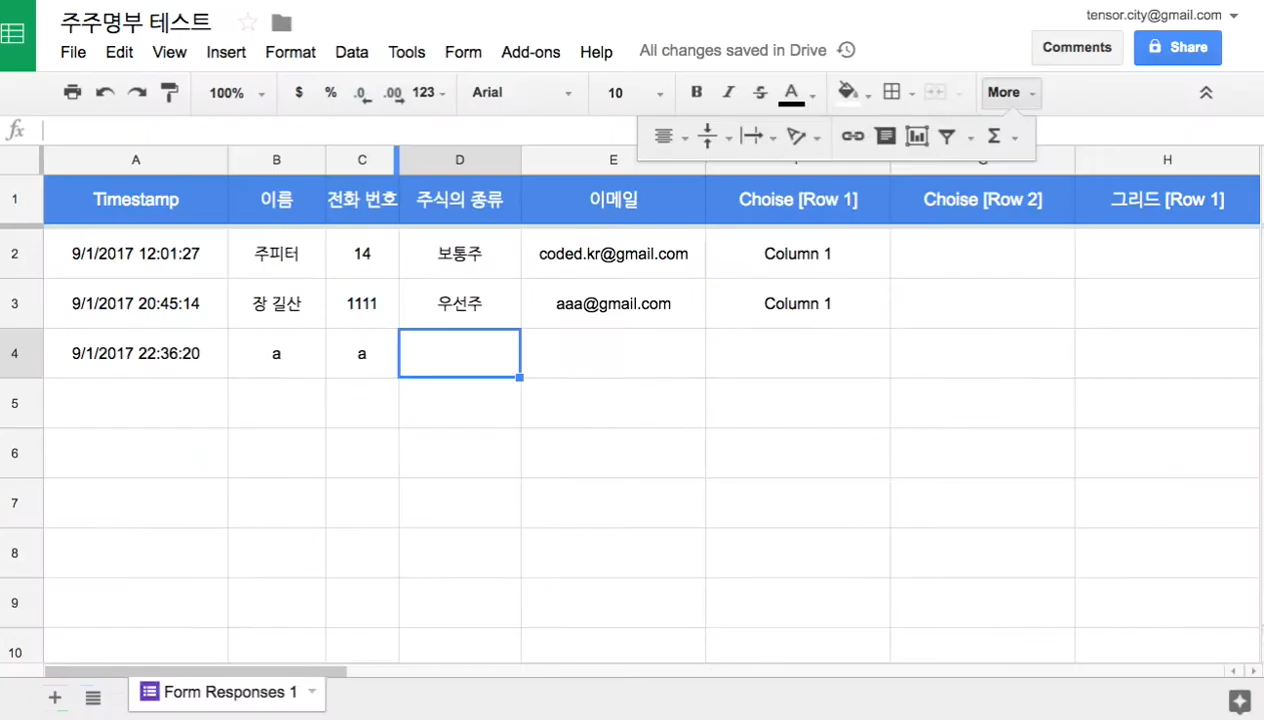 주주명부 테스트
tensor.city@gmail.com
File Edit View Insert Format Data Tools Form Add-ons Help All changes saved in Drive Comments Share
100% $ % .0 .00 123 Arial 10 B I S A More
fx
Σ
A B C D E H
1 Timestamp 이름 전화 번호 주식의 종류 이메일 Choise [Row 1] Choise [Row 2] 그리드 [Row 1]
2 9/1/2017 12:01:27 주피터 14 보통주 coded.kr@gmail.com Column 1
3 9/1/2017 20:45:14 장 길산 1111 우선주 aaa@gmail.com Column 1
4 9/1/2017 22:36:20 a a
5
6
7
8
9
10
Form Responses 1